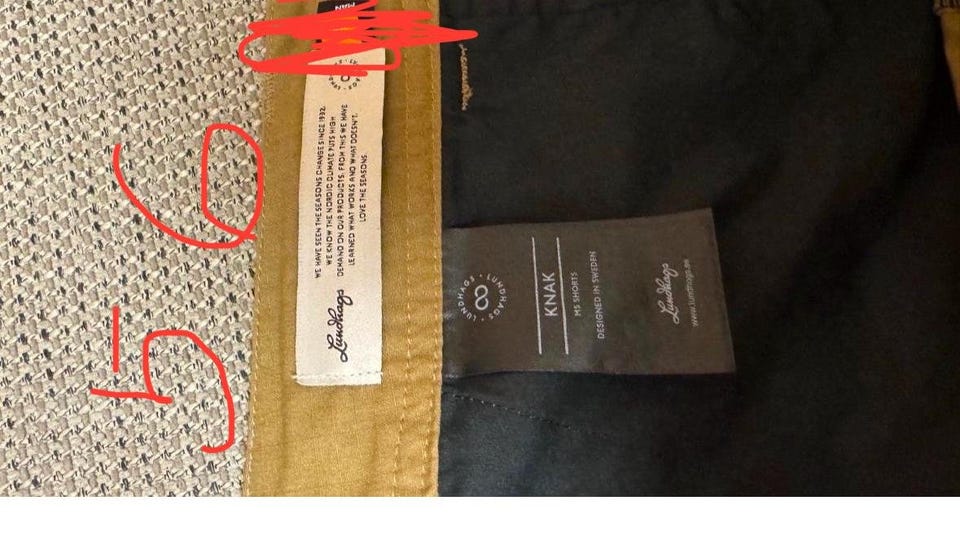 56
Lundhags
WE HAVE SEEN THE SEASONS CHANGE SINCE 1932.
WE KNOW THE NORDIC CLIMATE PUTS HIGH
DEMAND ON OUR PRODUCTS. FROM THIS WE HAVE
LEARNED WHAT WORKS AND WHAT DOESN'T.
LOVE THE SEASONS.
LUNDHAGS · LUNDHAGS ·
KNAK
MS SHORTS
DESIGNED IN SWEDEN
Lundhags
www.lundhags.se